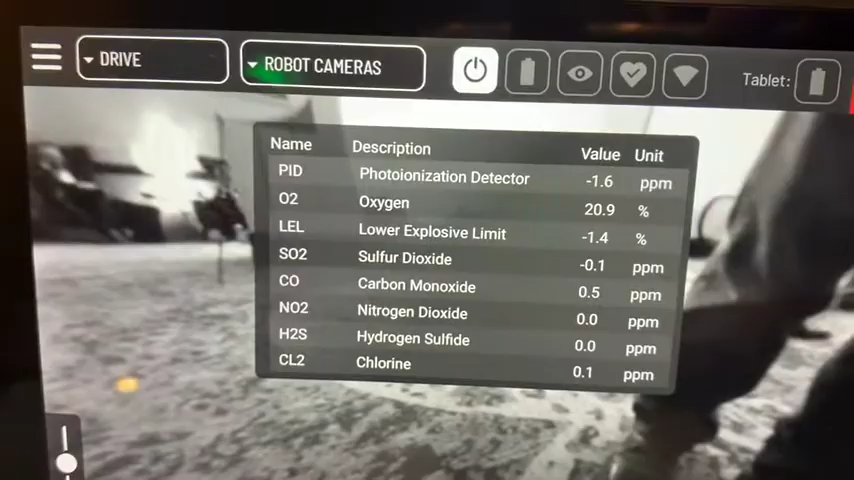 DRIVE
ROBOT CAMERAS
Tablet:
Name Description Value Unit
PID Photoionization Detector -1.6 ppm
O2 Oxygen 20.9 %
LEL Lower Explosive Limit -1.4 %
SO2 Sulfur Dioxide -0.1 ppm
CO Carbon Monoxide 0.5 ppm
NO2 Nitrogen Dioxide 0.0 ppm
H2S Hydrogen Sulfide 0.0 ppm
CL2 Chlorine 0.1 ppm